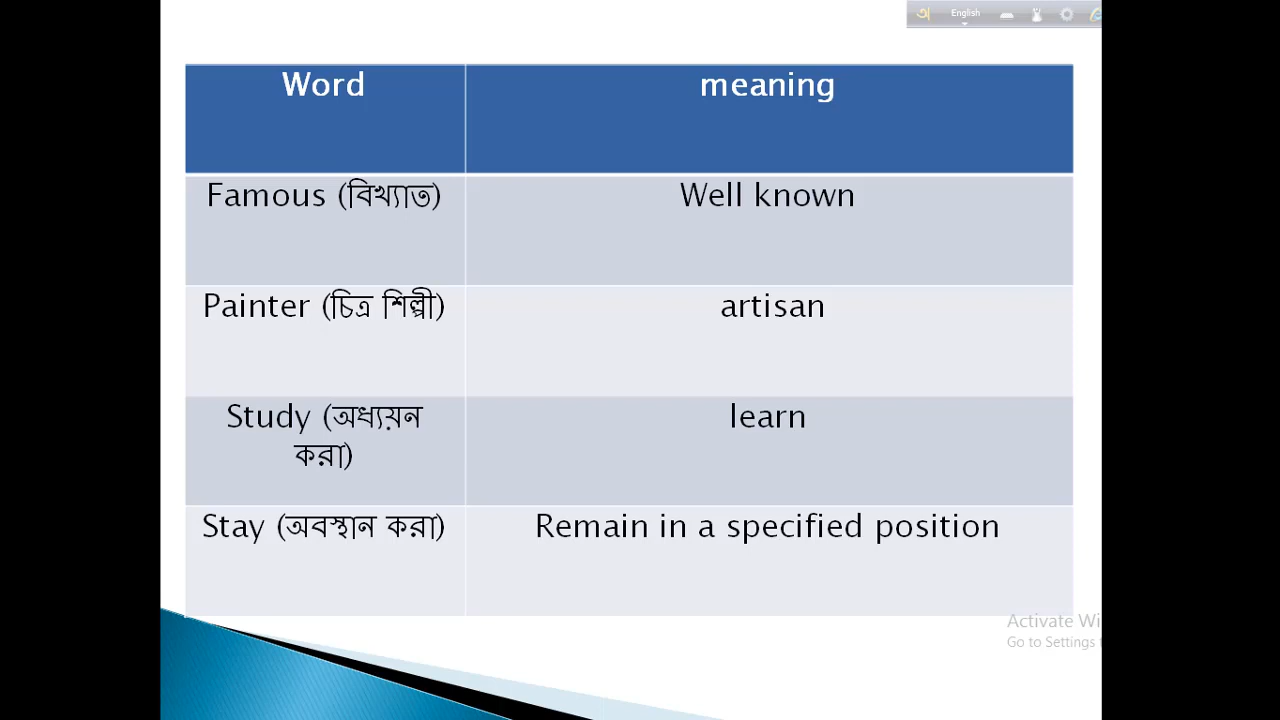 অ English
Word meaning
Famous (বিখ্যাত) Well known
Painter (চিত্র শিল্পী) artisan
Study (অধ্যয়ন learn
করা)
Stay (অবস্থান করা) Remain in a specified position
Activate Wi
Go to Settings t